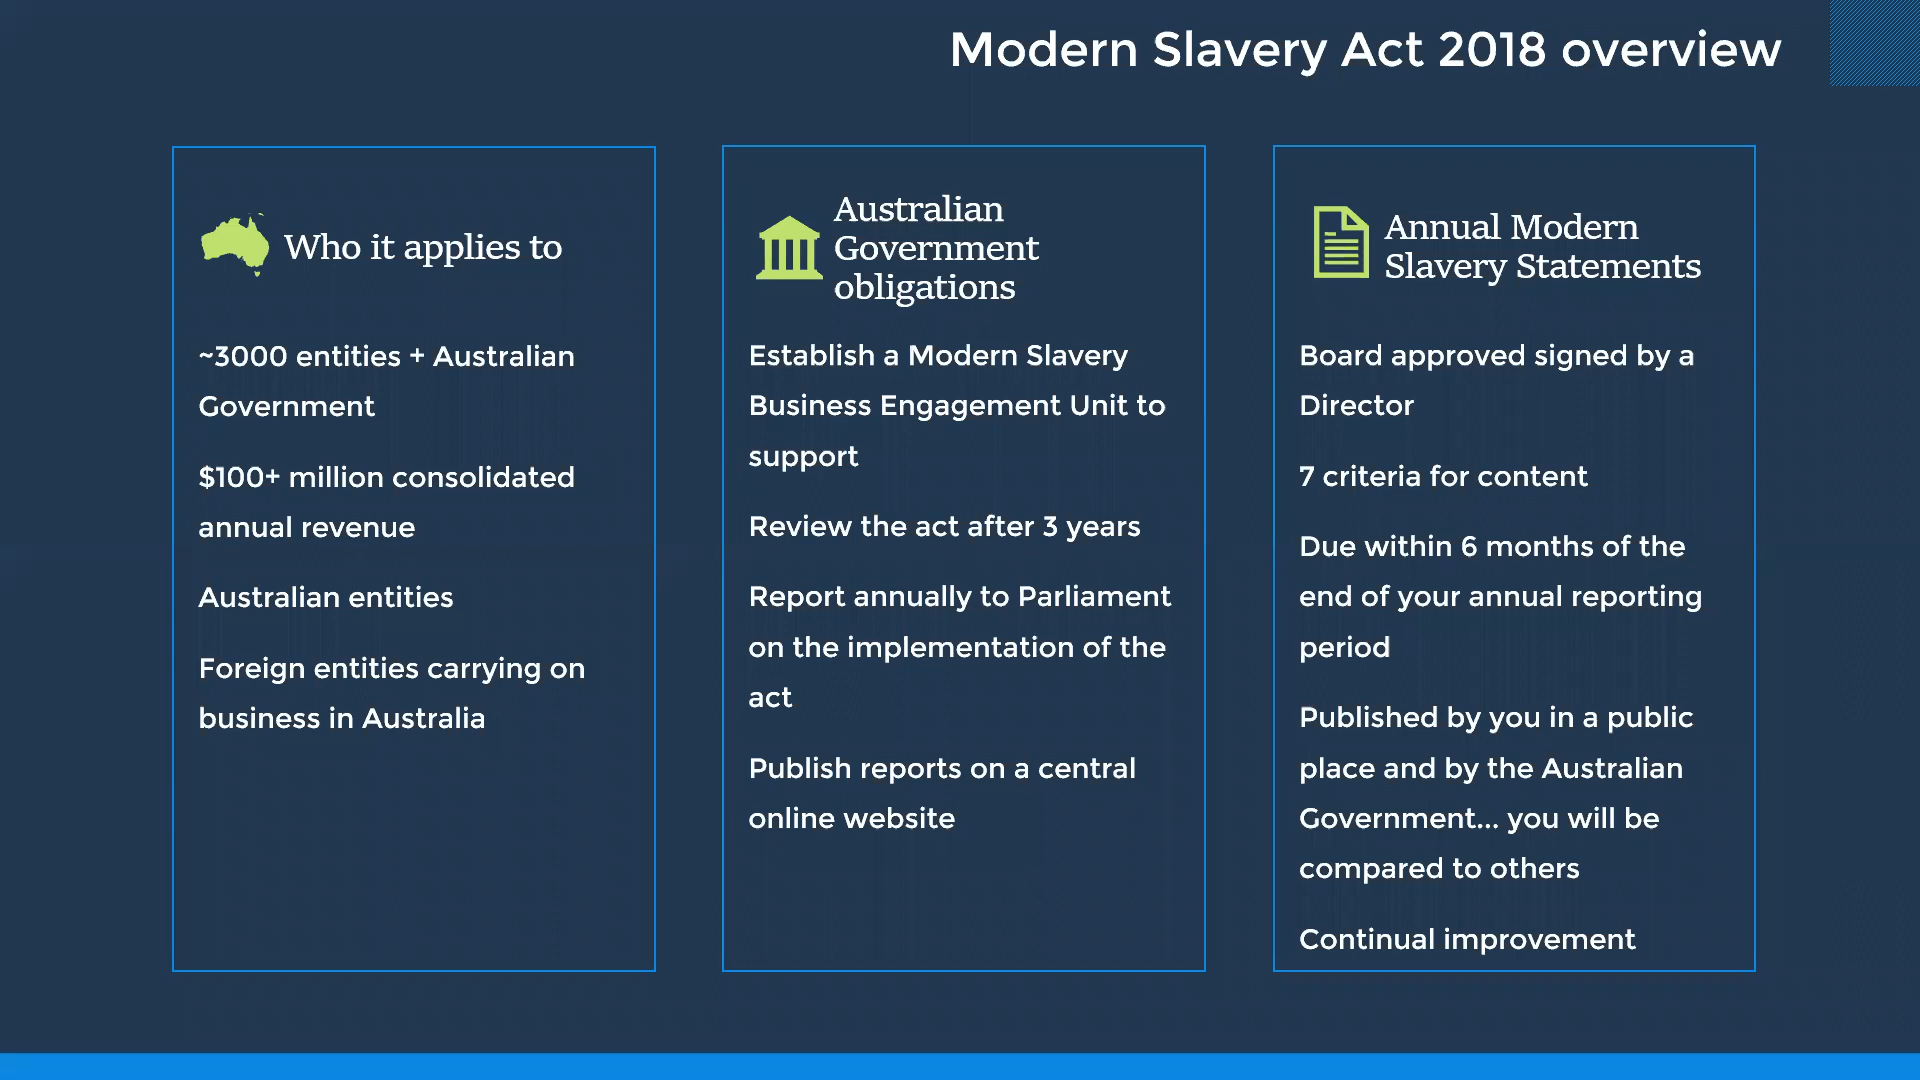 Modern Slavery Act 2018 overview
Who it applies to
~3000 entities + Australian
Government
$100+ million consolidated
annual revenue
Australian entities
Foreign entities carrying on
business in Australia
Australian
Government
obligations
Establish a Modern Slavery
Business Engagement Unit to
support
Review the act after 3 years
Report annually to Parliament
on the implementation of the
act
Publish reports on a central
online website
Annual Modern
Slavery Statements
Board approved signed by a
Director
7 criteria for content
Due within 6 months of the
end of your annual reporting
period
Published by you in a public
place and by the Australian
Government... you will be
compared to others
Continual improvement